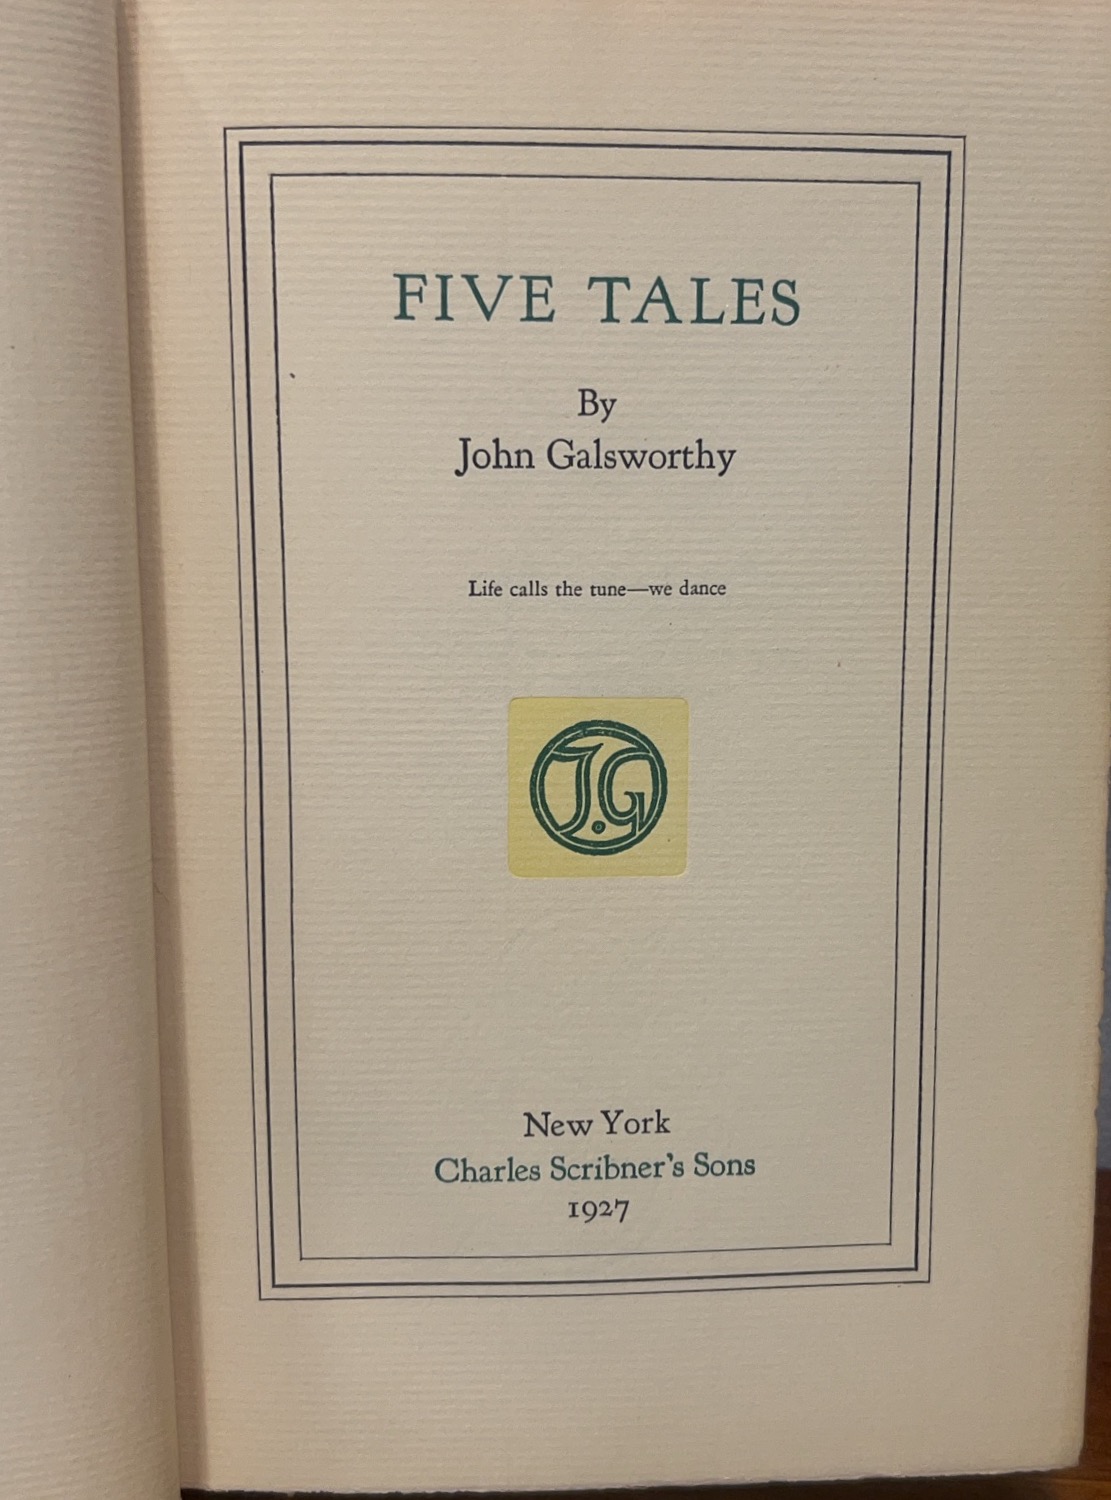 FIVE TALES
By
John Galsworthy
Life calls the tune—we dance
J.G
New York
Charles Scribner's Sons
1927